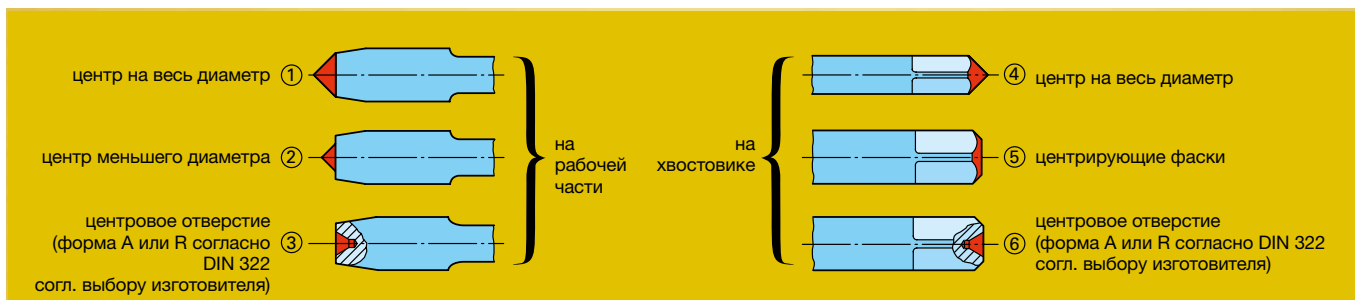 центр на весь диаметр 1
центр меньшего диаметра 2
центровое отверстие
(форма A или R согласно 3
DIN 322
согл. выбору изготовителя)
на
рабочей
части
на
хвостовике
4 центр на весь диаметр
5 центрирующие фаски
центровое отверстие
6 (форма A или R согласно DIN 322
согл. выбору изготовителя)